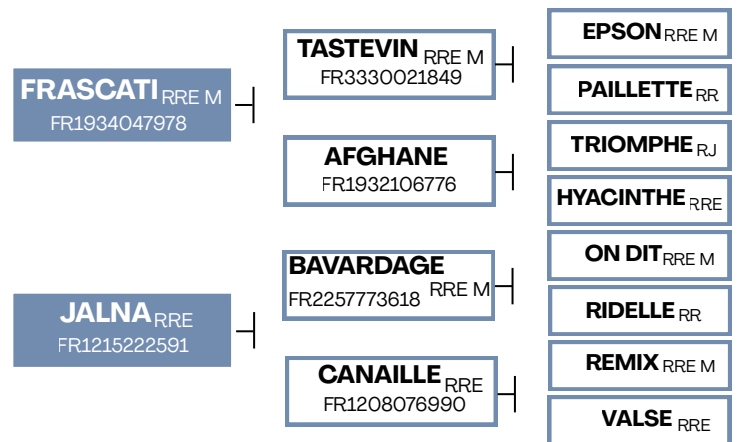 FRASCATI RRE M
FR1934047978
TASTEVIN RRE M
FR3330021849
AFGHANE
FR1932106776
EPSON RRE M
PAILLETTE RR
TRIOMPHE RJ
HYACINTHE RRE
JALNA RRE
FR1215222591
BAVARDAGE
FR2257773618 RRE M
CANAILLE RRE
FR1208076990
ON DIT RRE M
RIDELLE RR
REMIX RRE M
VALSE RRE